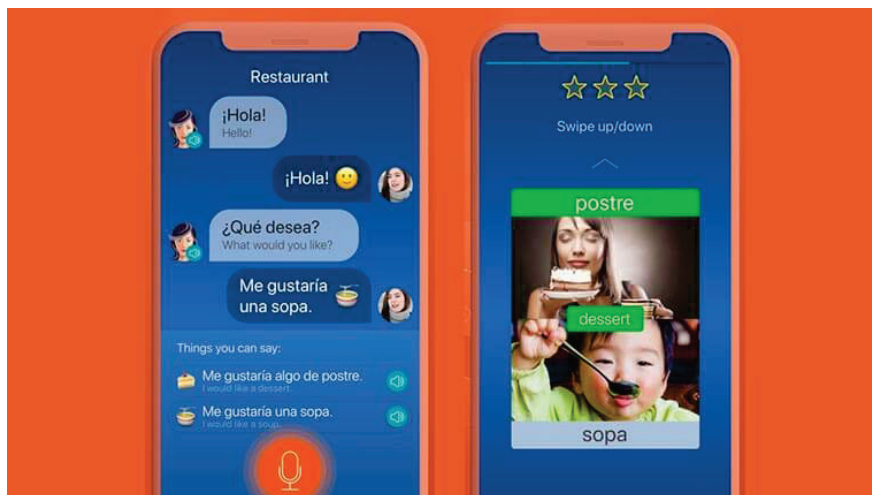 Restaurant
¡Hola!
Hello!
¡Hola! 🙂
¿Qué desea?
What would you like?
Me gustaría
una sopa.
Things you can say:
Me gustaría algo de postre.
I would like a dessert.
Me gustaría una sopa.
I would like a soup.
Swipe up/down
postre
dessert
sopa